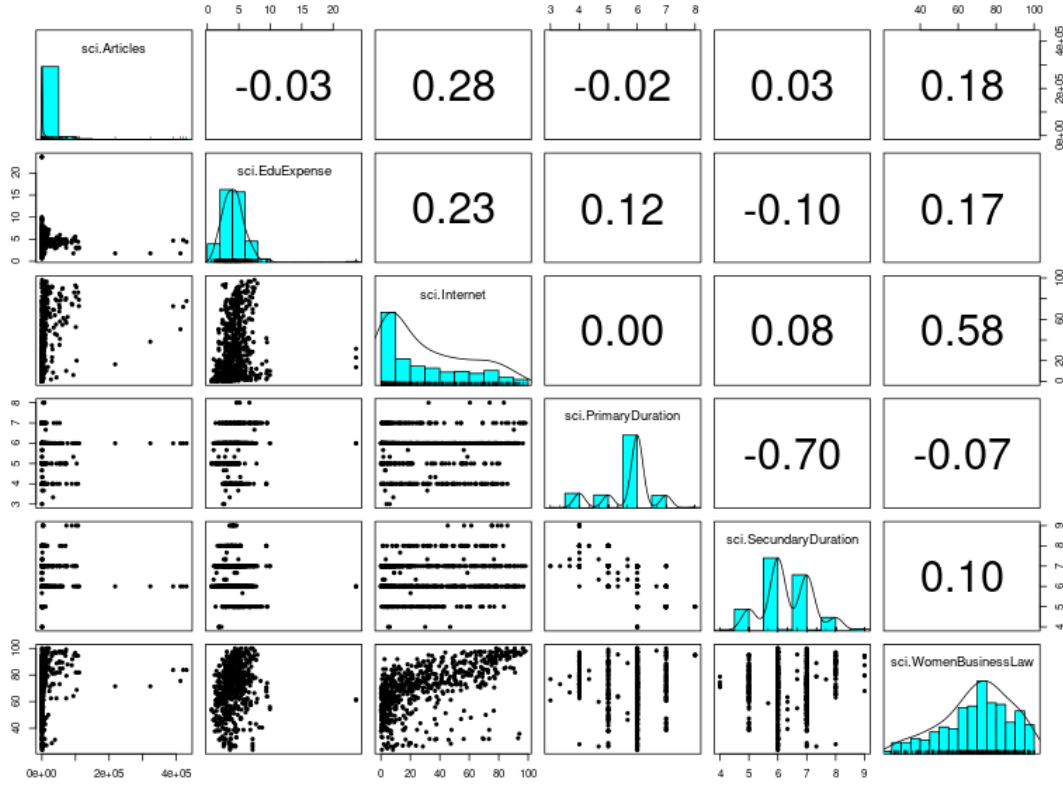 0 5 10 15 20
3 4 5 6 7 8
40 60 80 100
sci.Articles
-0.03
0.28
-0.02
0.03
0.18
0e+00 2e+05 4e+05
0 5 10 15 20
sci.EduExpense
0.23
0.12
-0.10
0.17
sci.Internet
0.00
0.08
0.58
0 20 60 100
3 4 5 6 7 8
sci.PrimaryDuration
-0.70
-0.07
sci.SecundaryDuration
0.10
4 5 6 7 8 9
40 60 80 100
sci.WomenBusinessLaw
0e+00 2e+05 4e+05
0 20 40 60 80 100
4 5 6 7 8 9